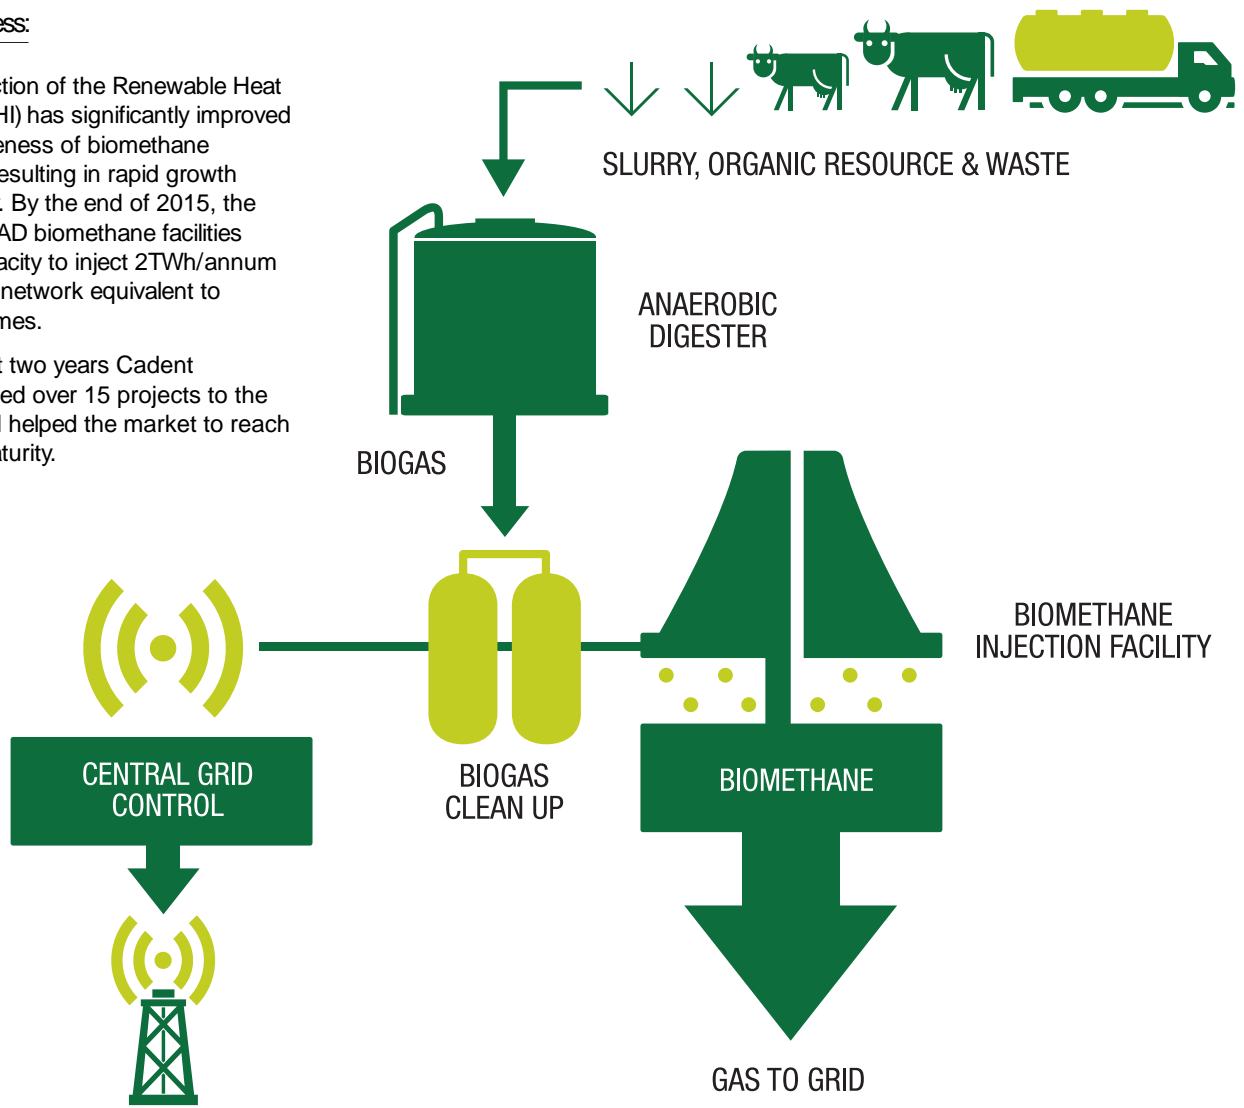 ess:
ction of the Renewable Heat
HI) has significantly improved
eness of biomethane
esulting in rapid growth
. By the end of 2015, the
AD biomethane facilities
acity to inject 2TWh/annum
network equivalent to
mes.
t two years Cadent
ed over 15 projects to the
d helped the market to reach
aturity.
SLURRY, ORGANIC RESOURCE & WASTE
ANAEROBIC
DIGESTER
BIOGAS
BIOMETHANE
INJECTION FACILITY
CENTRAL GRID
CONTROL
BIOGAS
CLEAN UP
BIOMETHANE
GAS TO GRID